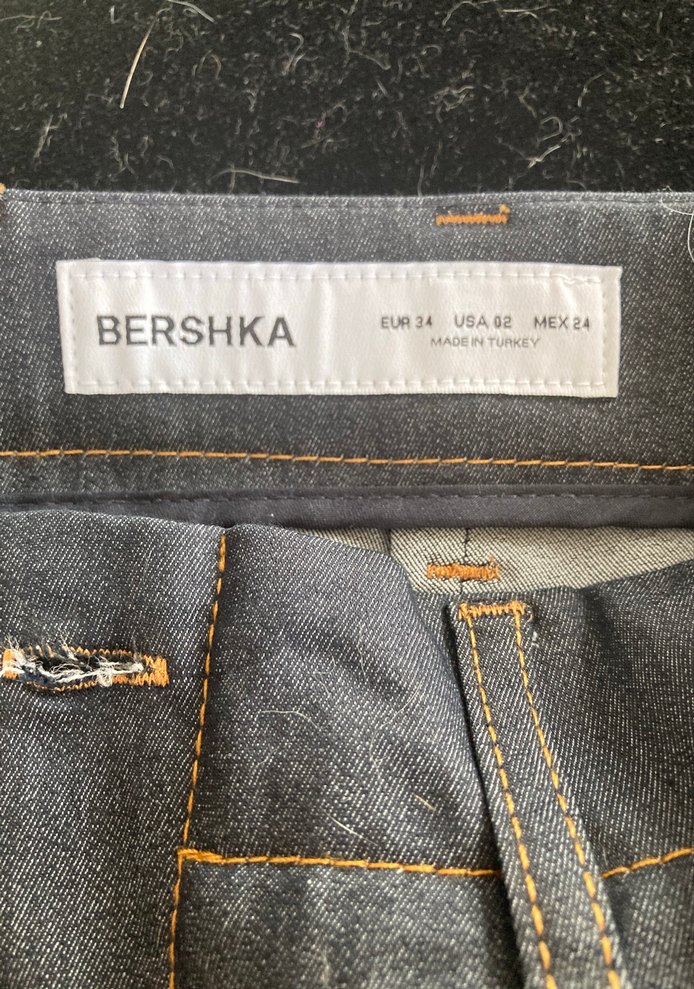 BERSHKA
EUR 34 USA 02 MEX 24
MADE IN TURKEY